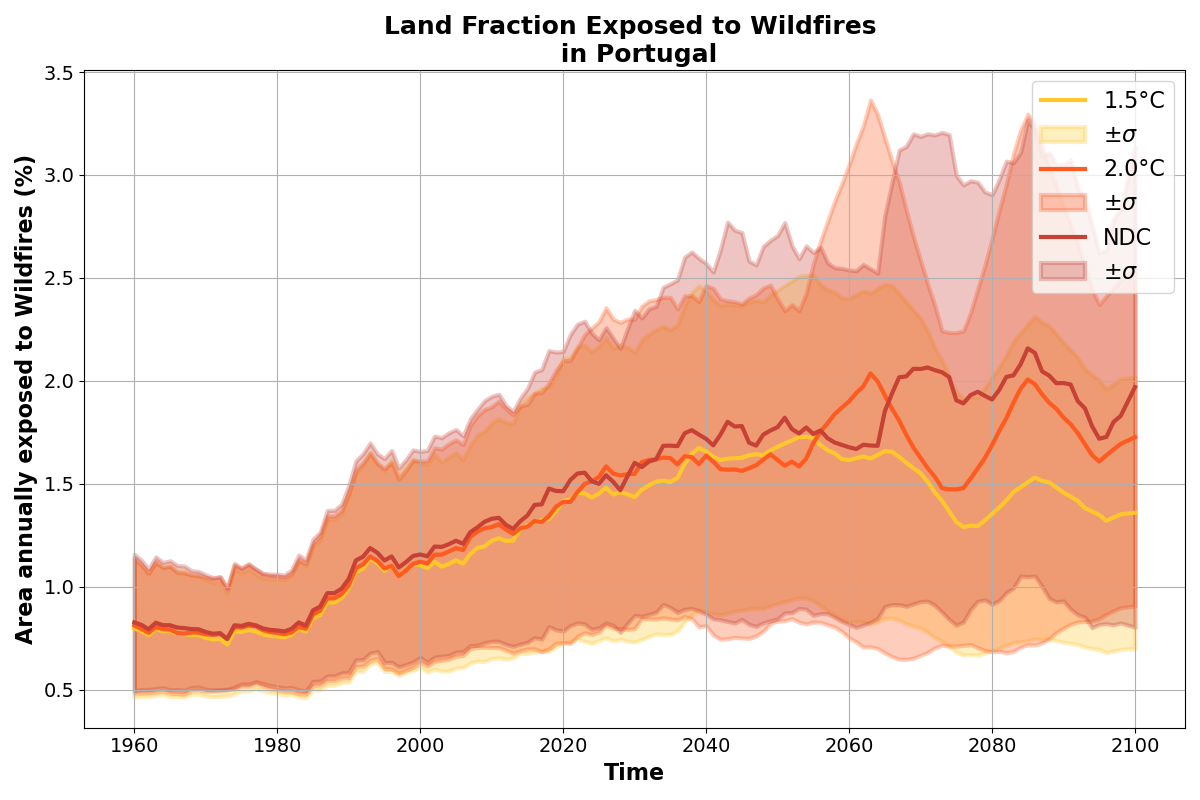 Land Fraction Exposed to Wildfires
in Portugal
Area annually exposed to Wildfires (%)
3.5
3.0
2.5
2.0
1.5
1.0
0.5
1.5°C
±σ
2.0°C
±σ
NDC
±σ
1960
1980
2000
2020
2040
2060
2080
2100
Time